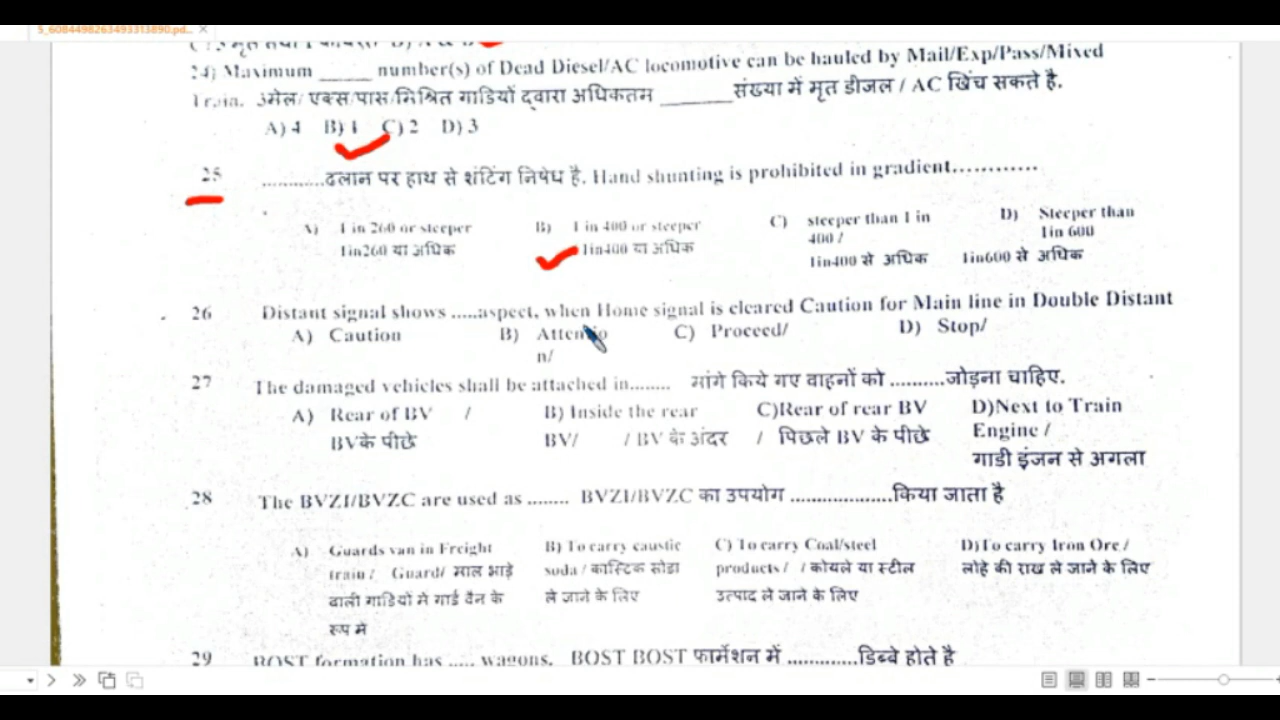 5_6084498263493313890.pd...
24) Maximum _____ number(s) of Dead Diesel/AC locomotive can be hauled by Mail/Exp/Pass/Mixed
Train. उमेल/ एक्स/पास/मिश्रित गाडियों द्वारा अधिकतम ______ संख्या में मृत डीजल / AC खिंच सकते है.
A) 4 B) 1 C) 2 D) 3
25 ...........ढलान पर हाथ से शंटिंग निषेध है. Hand shunting is prohibited in gradient............
A) 1 in 260 or steeper B) 1 in 400 or steeper C) steeper than 1 in D) Steeper than
1in260 या अधिक 1in400 या अधिक 400 / 1in 600
1in400 से अधिक 1in600 से अधिक
26 Distant signal shows .....aspect, when Home signal is cleared Caution for Main line in Double Distant
A) Caution B) Attentio C) Proceed/ D) Stop/
n/
27 The damaged vehicles shall be attached in........ मांगे किये गए वाहनों को ..........जोड़ना चाहिए.
A) Rear of BV / B) Inside the rear C)Rear of rear BV D)Next to Train
BVके पीछे BV/ / BV के अंदर / पिछले BV के पीछे Engine /
गाडी इंजन से अगला
28 The BVZI/BVZC are used as ........ BVZI/BVZC का उपयोग ....................किया जाता है
A) Guards van in Freight B) To carry caustic C) To carry Coal/steel D)To carry Iron Ore /
train / Guard/ माल भाड़े soda / कास्टिक सोडा products / / कोयले या स्टील लोहे की राख ले जाने के लिए
वाली गाडियों मे गार्ड वैन के ले जाने के लिए उत्पाद ले जाने के लिए
रूप मे
29 BOST formation has ..... wagons. BOST BOST फार्मेशन में .............डिब्बे होते है